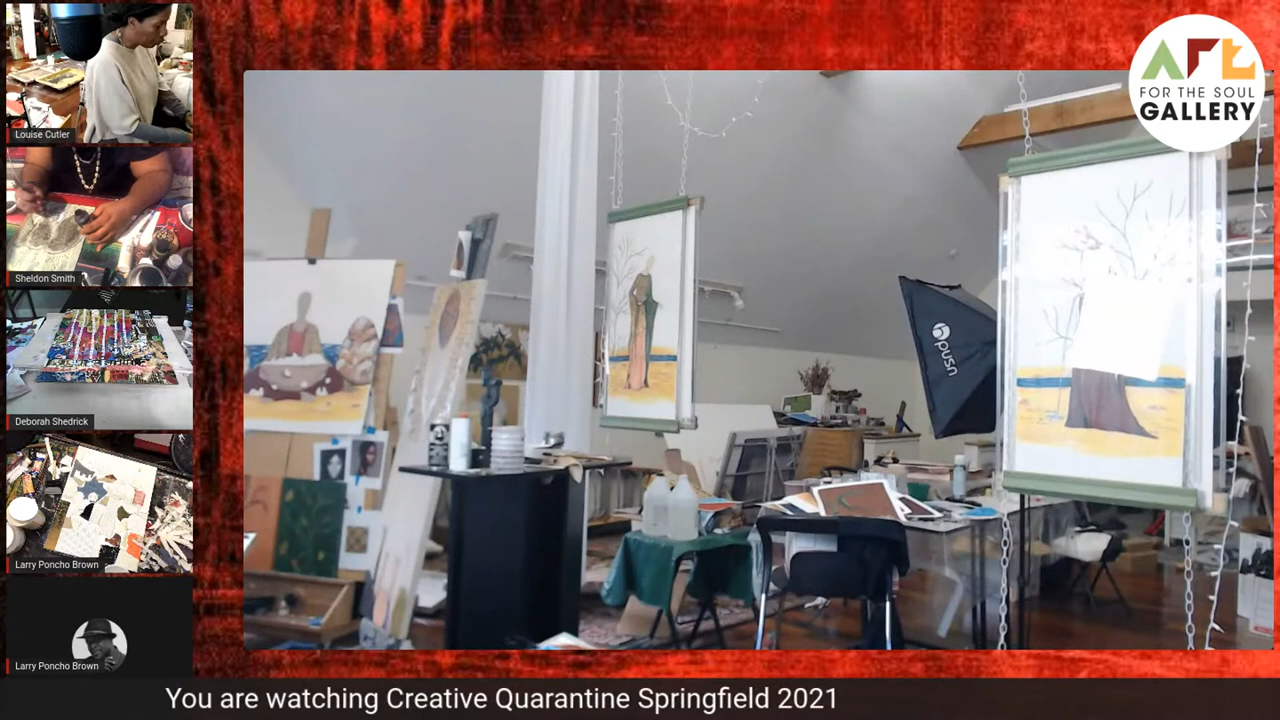 Louise Cutler
Sheldon Smith
Deborah Shedrick
Larry Poncho Brown
Larry Poncho Brown
ART
FOR THE SOUL
GALLERY
pusn
You are watching Creative Quarantine Springfield 2021